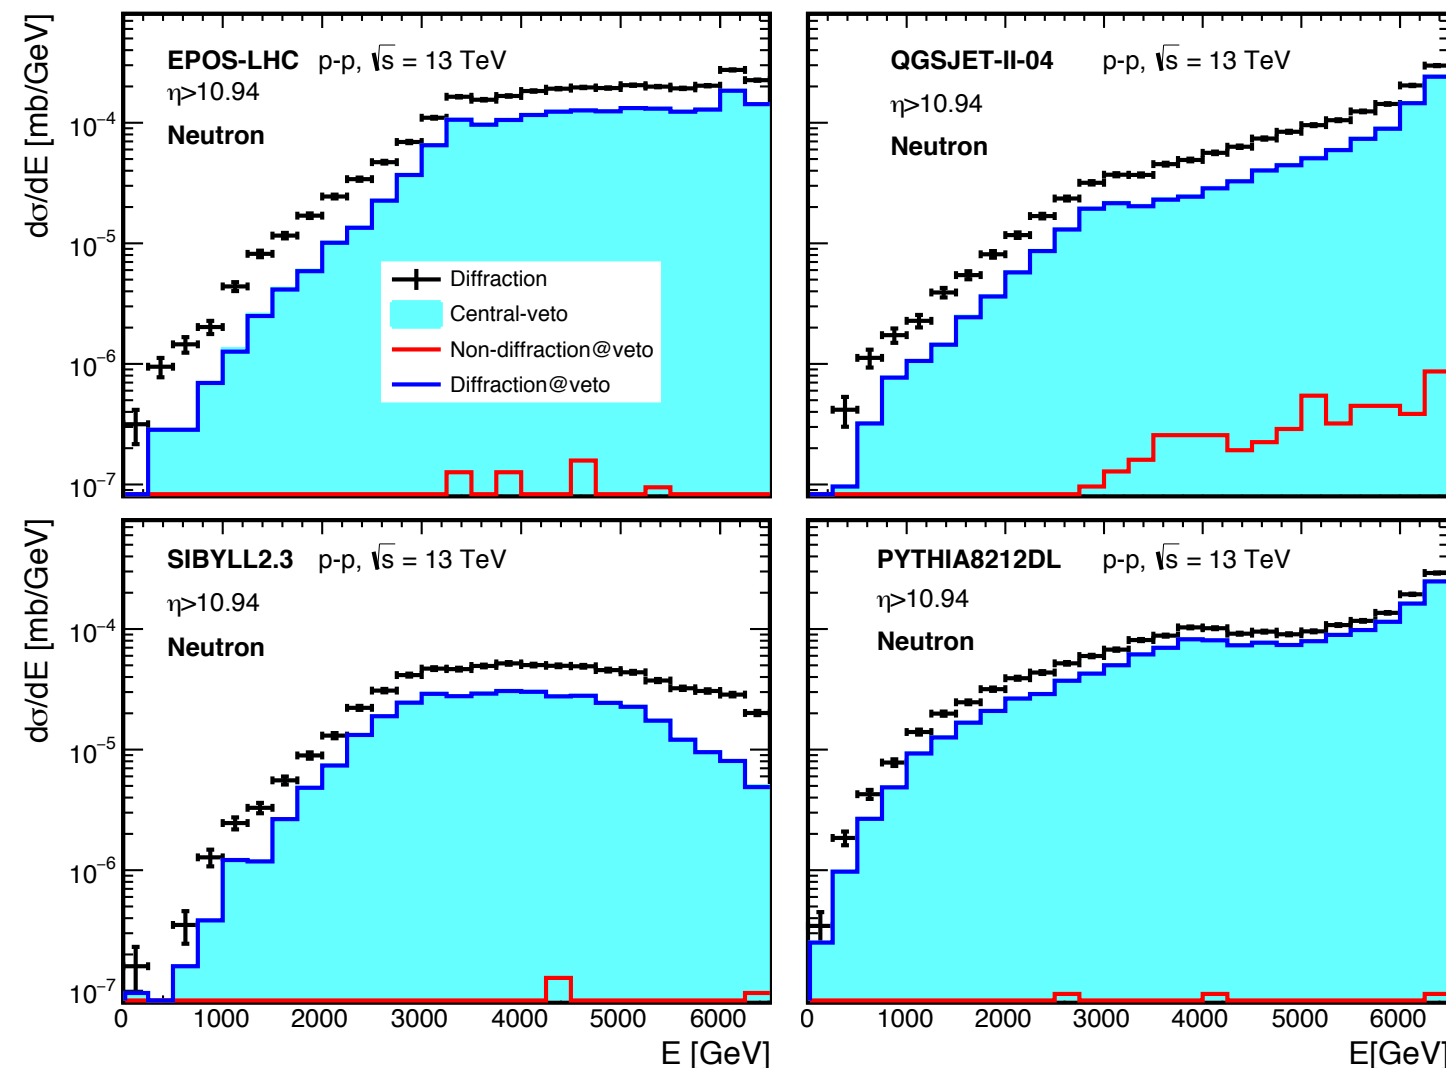 EPOS-LHC p-p, √s = 13 TeV
η>10.94
Neutron
dσ/dE [mb/GeV]
10⁻⁴
10⁻⁵
10⁻⁶
10⁻⁷
Diffraction
Central-veto
Non-diffraction@veto
Diffraction@veto
QGSJET-II-04 p-p, √s = 13 TeV
η>10.94
Neutron
SIBYLL2.3 p-p, √s = 13 TeV
η>10.94
Neutron
dσ/dE [mb/GeV]
10⁻⁴
10⁻⁵
10⁻⁶
10⁻⁷
0 1000 2000 3000 4000 5000 6000
E [GeV]
PYTHIA8212DL p-p, √s = 13 TeV
η>10.94
Neutron
0 1000 2000 3000 4000 5000 6000
E[GeV]